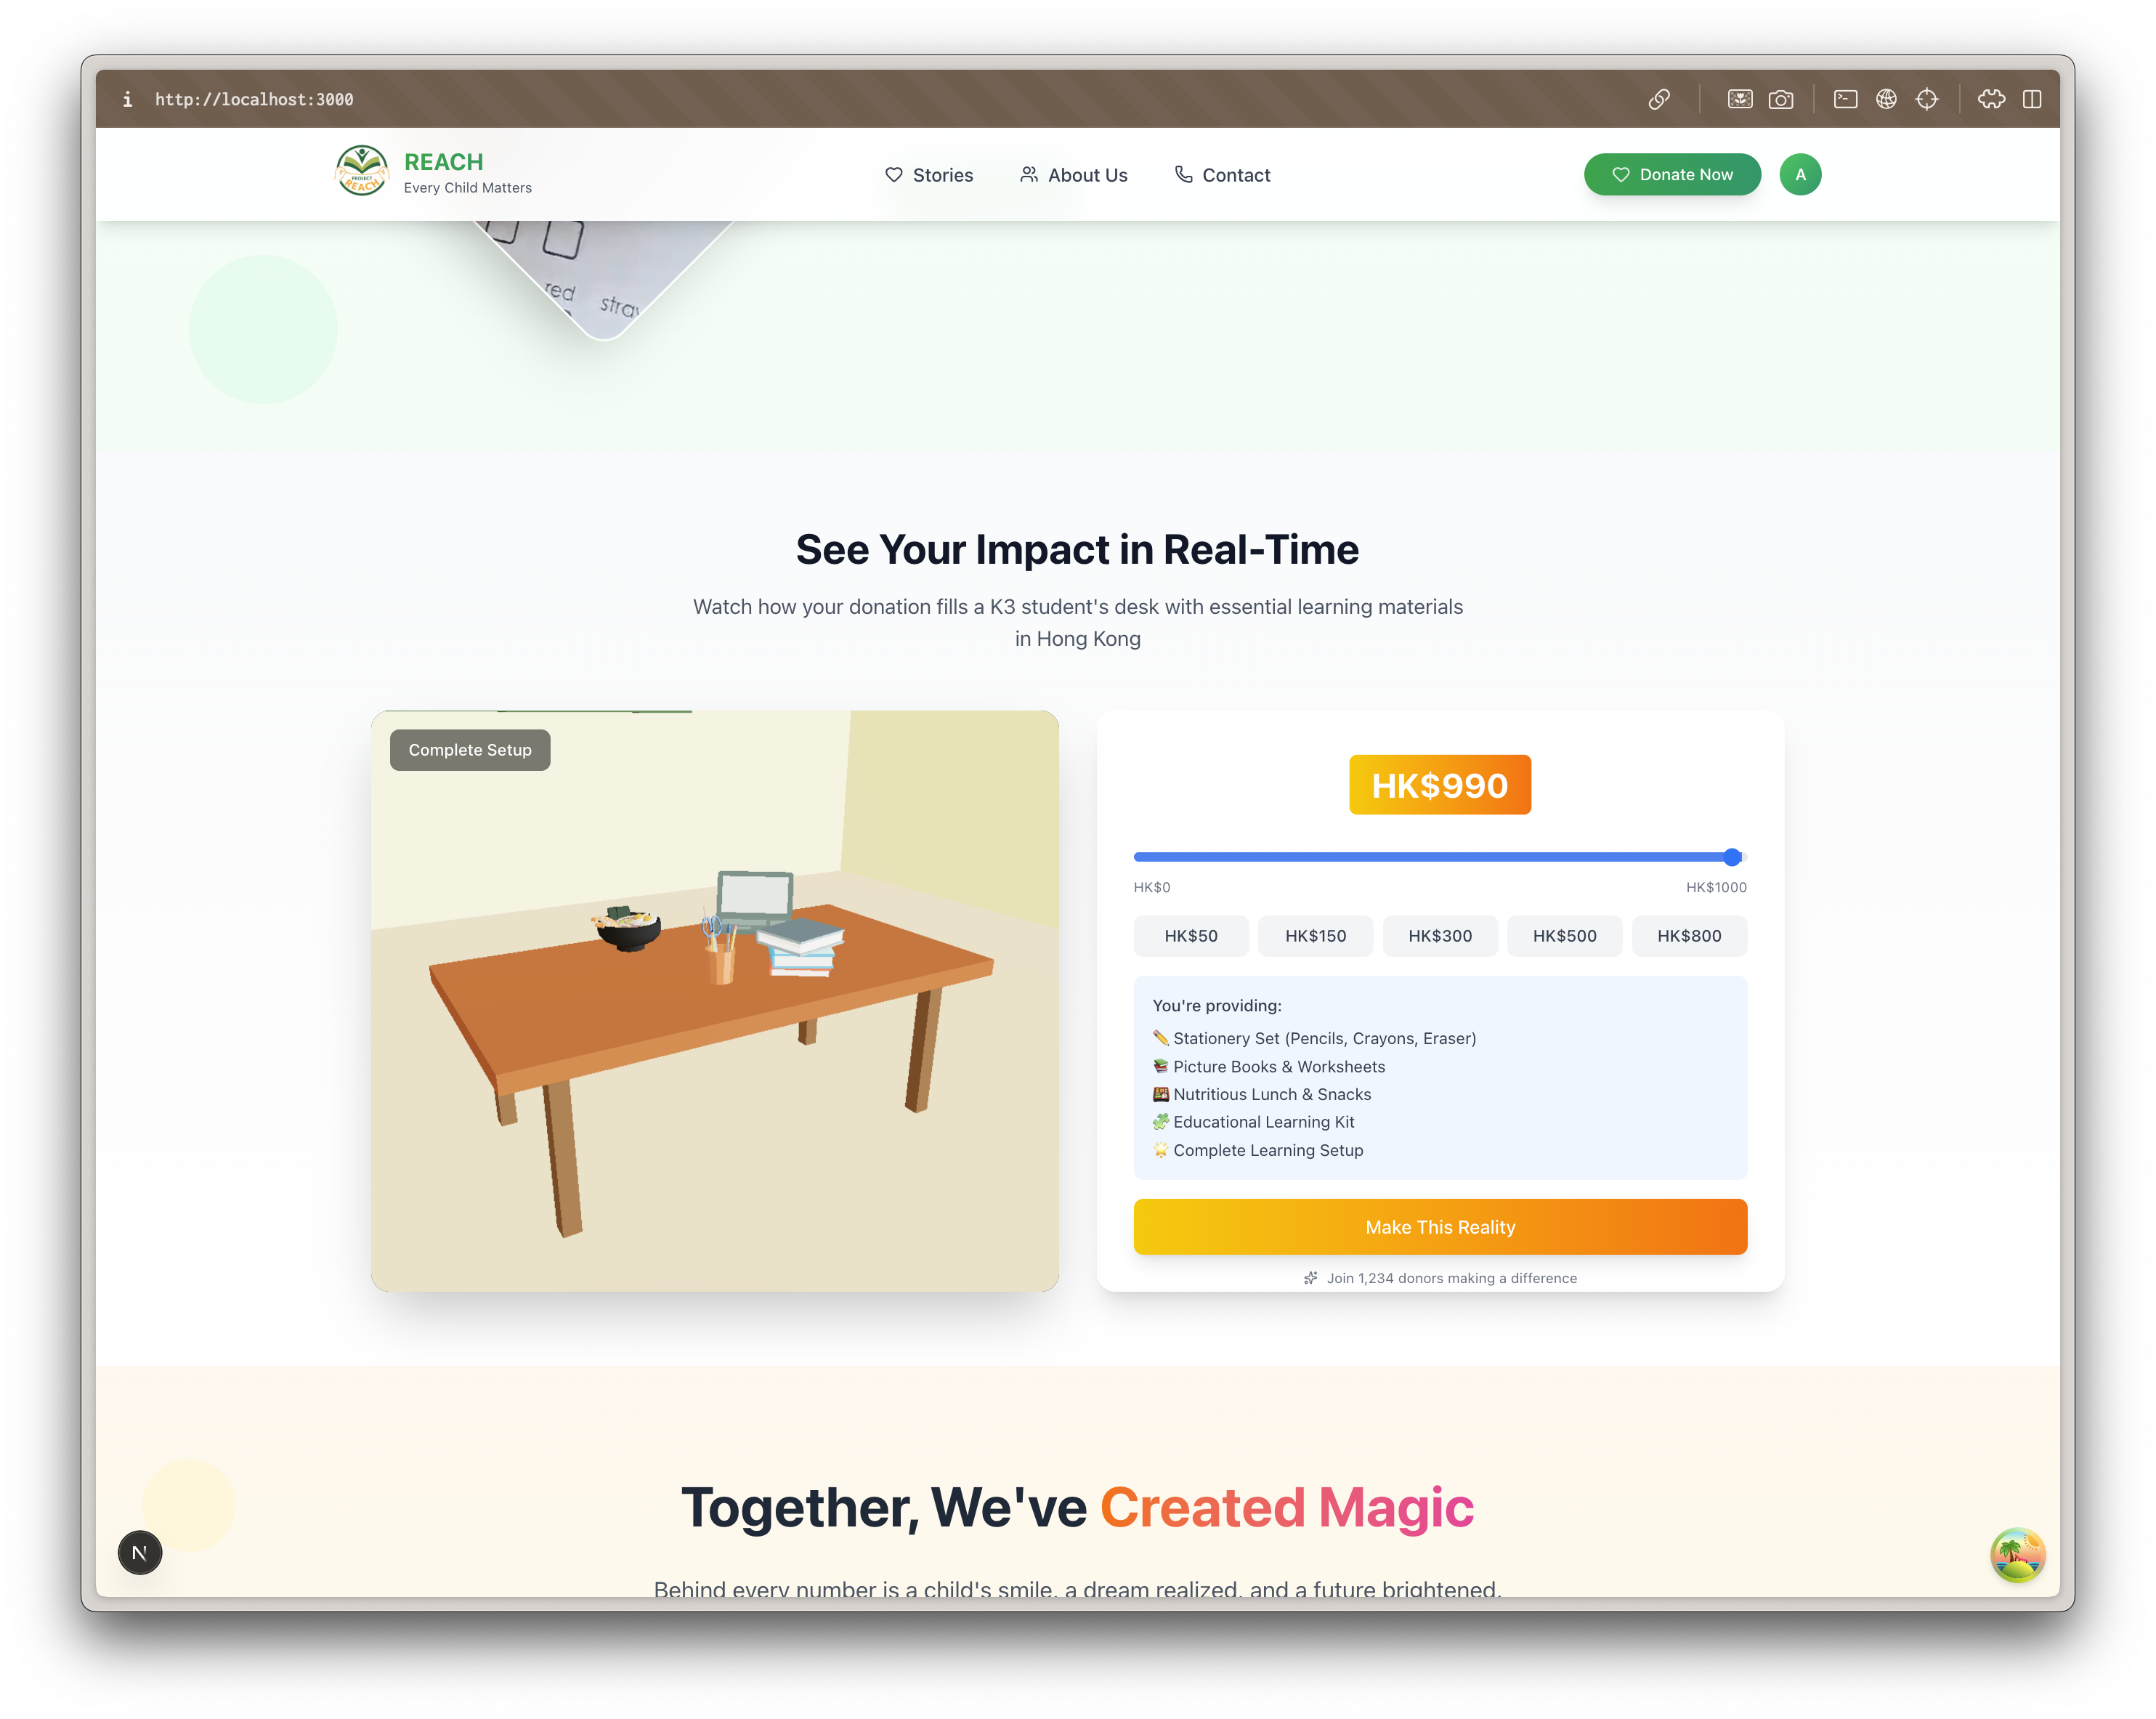 i http://localhost:3000
PROJECT
REACH
REACH
Every Child Matters
Stories
About Us
Contact
Donate Now
A
red
See Your Impact in Real-Time
Watch how your donation fills a K3 student's desk with essential learning materials
in Hong Kong
Complete Setup
HK$990
HK$0
HK$1000
HK$50
HK$150
HK$300
HK$500
HK$800
You're providing:
Stationery Set (Pencils, Crayons, Eraser)
Picture Books & Worksheets
Nutritious Lunch & Snacks
Educational Learning Kit
Complete Learning Setup
Make This Reality
Join 1,234 donors making a difference
Together, We've Created Magic
N
Behind every number is a child's smile, a dream realized, and a future brightened.